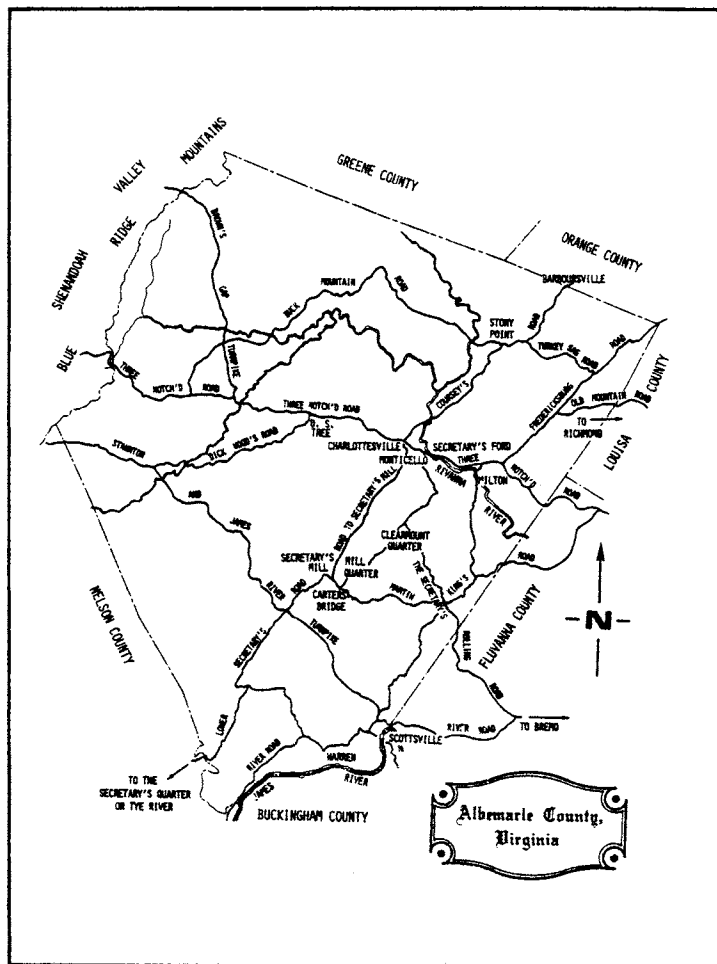 SHENANDOAH VALLEY
BLUE RIDGE MOUNTAINS
GREENE COUNTY
ORANGE COUNTY
BARBOURSVILLE
BROWN'S GAP TURNPIKE
BUCK MOUNTAIN ROAD
STONY POINT
ROAD
TURKEY SAG ROAD
FREDERICKSBURG ROAD
OLD MOUNTAIN ROAD
TO RICHMOND
LOUISA COUNTY
THREE NOTCH'D ROAD
THREE NOTCH'D ROAD
D. S. TREE
DICK WOOD'S ROAD
COURSEY'S
CHARLOTTESVILLE
MONTICELLO
SECRETARY'S FORD
THREE NOTCH'D ROAD
RIVANNA RIVER
MILTON
STAUNTON AND JAMES RIVER TURNPIKE
ROAD TO SECRETARY'S MILL
CLEARMOUNT QUARTER
SECRETARY'S MILL
MILL QUARTER
CARTERS BRIDGE
MARTIN KING'S ROAD
THE SECRETARY'S ROLLING ROAD
NELSON COUNTY
LOWER SECRETARY'S ROAD
FLUVANNA COUNTY
-N-
SCOTTSVILLE
RIVER ROAD
TO BREMO
RIVER ROAD
WARREN
JAMES RIVER
TO THE
SECRETARY'S QUARTER
OR TYE RIVER
BUCKINGHAM COUNTY
Albemarle County,
Virginia